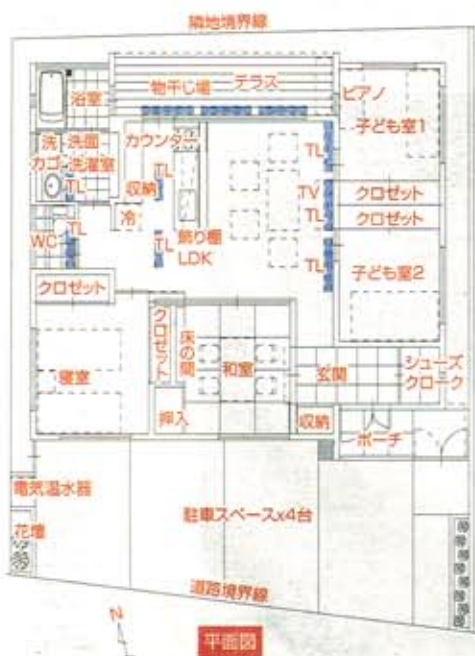 隣地境界線
浴室
物干し場
テラス
ピアノ
子ども室1
洗
カゴ
洗面
洗濯室
TL
カウンター
収納
TL
冷
TL
TV
TL
クロゼット
クロゼット
WC
TL
TL
飾り棚
LDK
TL
子ども室2
クロゼット
寝室
クロゼット
床の間
和室
押入
玄関
シューズ
クローク
収納
ポーチ
電気温水器
花壇
駐車スペースx4台
道路境界線
N
平面図